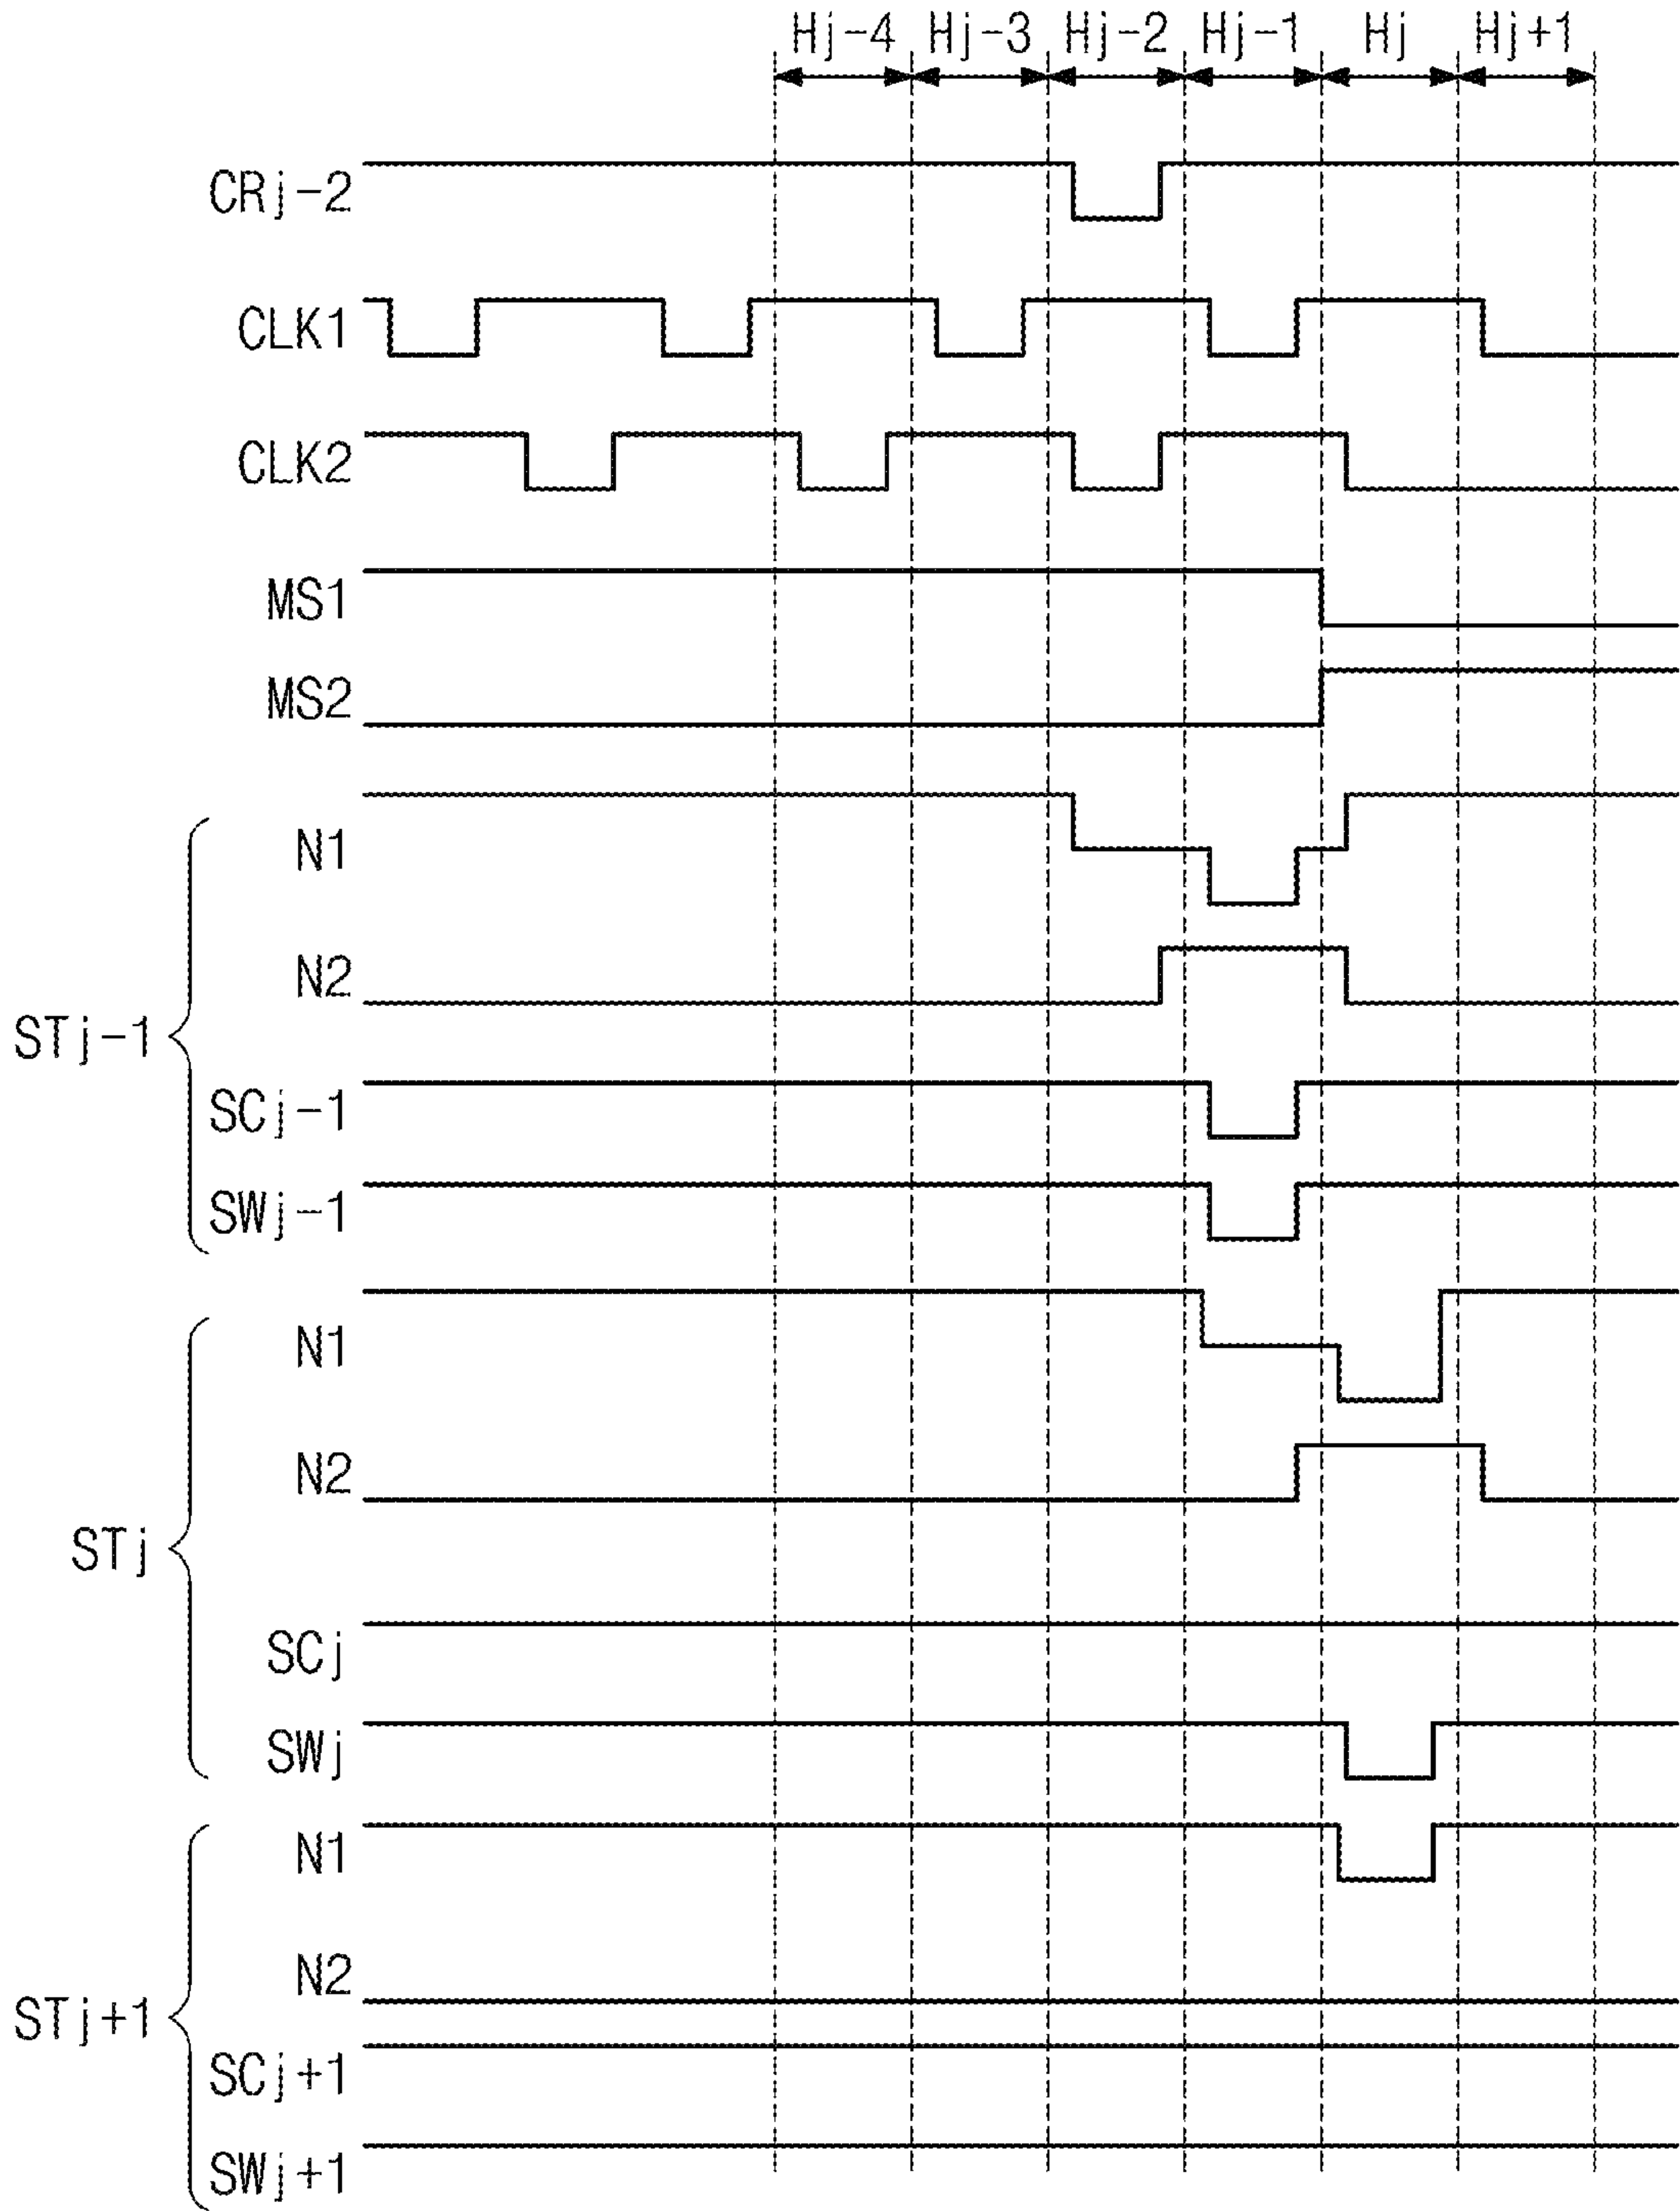 Hj-4 Hj-3 Hj-2 Hj-1 Hj Hj+1
CRj-2
CLK1
CLK2
MS1
MS2
STj-1
N1
N2
SCj-1
SWj-1
STj
N1
N2
SCj
SWj
STj+1
N1
N2
SCj+1
SWj+1